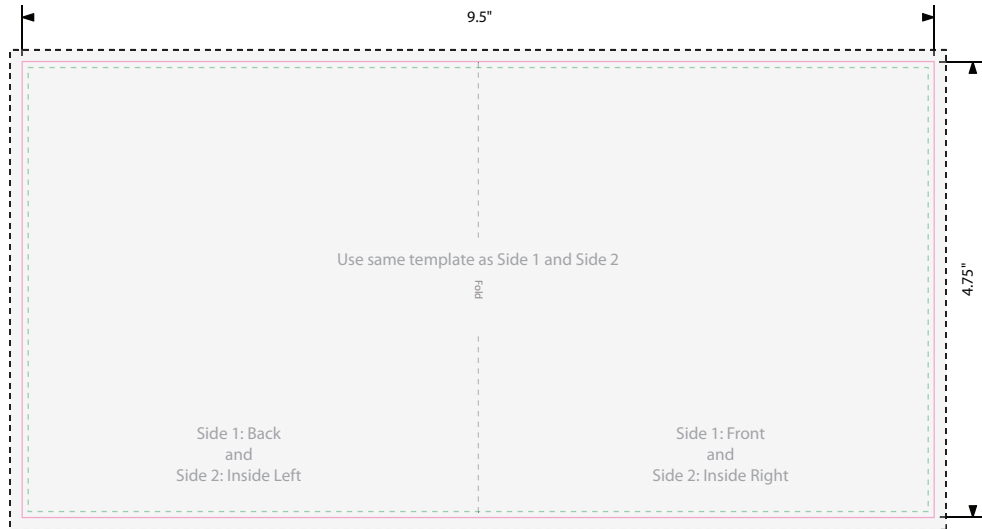 9.5"
4.75"
Use same template as Side 1 and Side 2
Fold
Side 1: Back
and
Side 2: Inside Left
Side 1: Front
and
Side 2: Inside Right